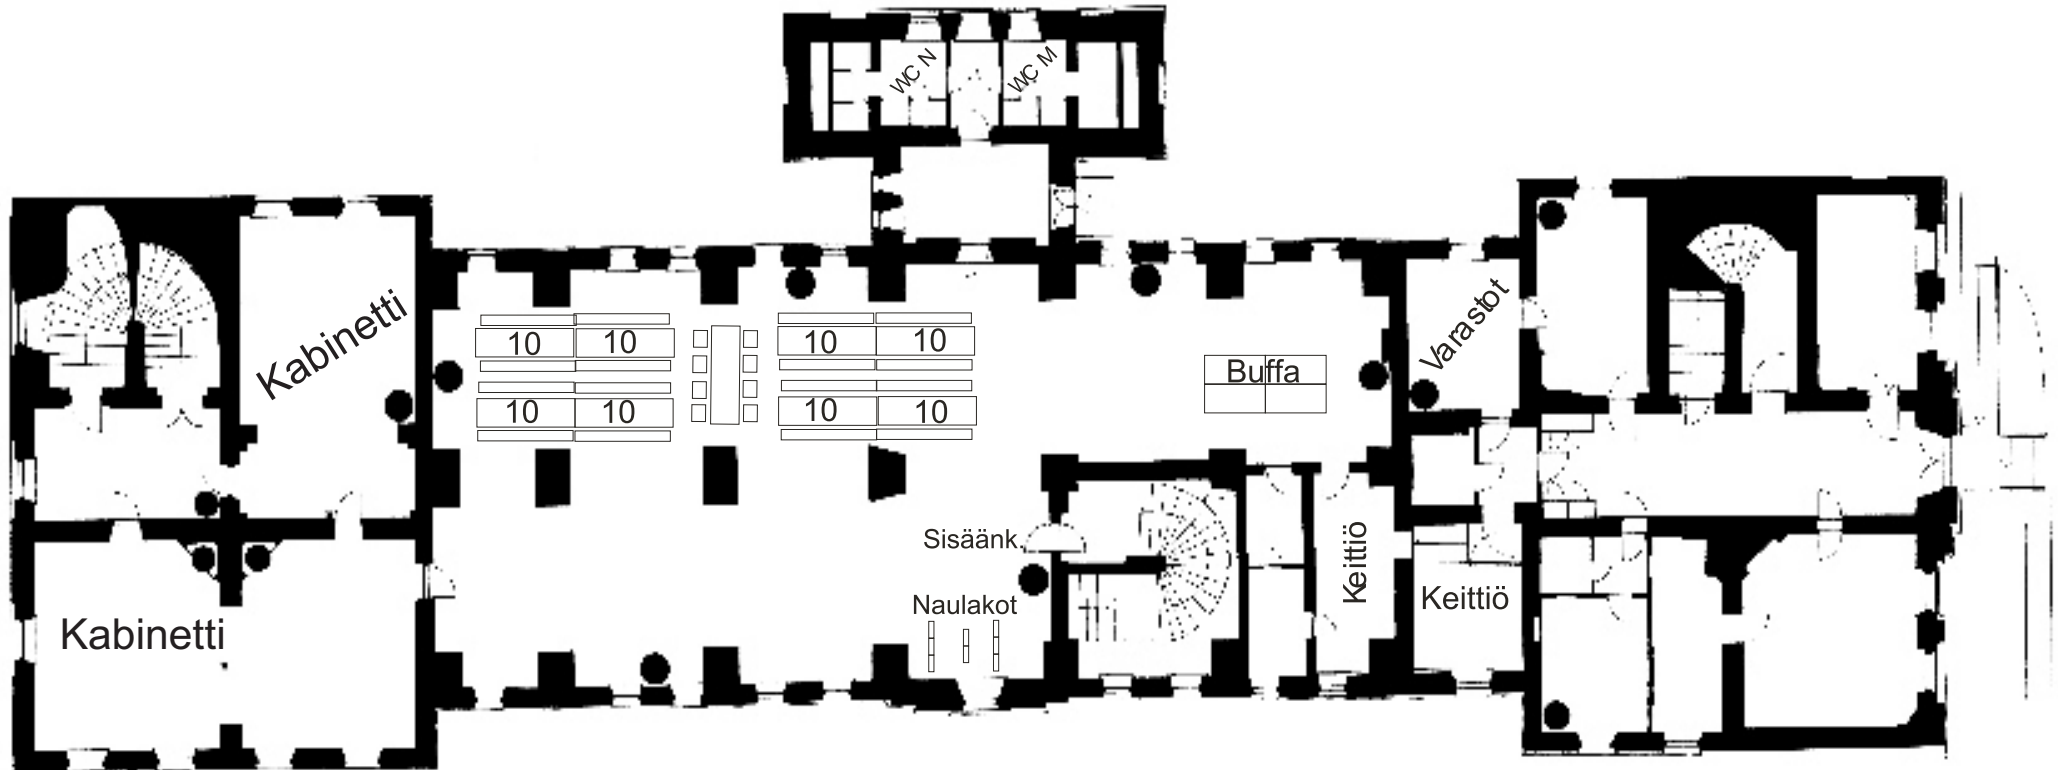 WC N
WC M
Kabinetti
10
10
10
10
10
10
10
10
Buffa
Varastot
Sisäänk.
Naulakot
Keittiö
Keittiö
Kabinetti